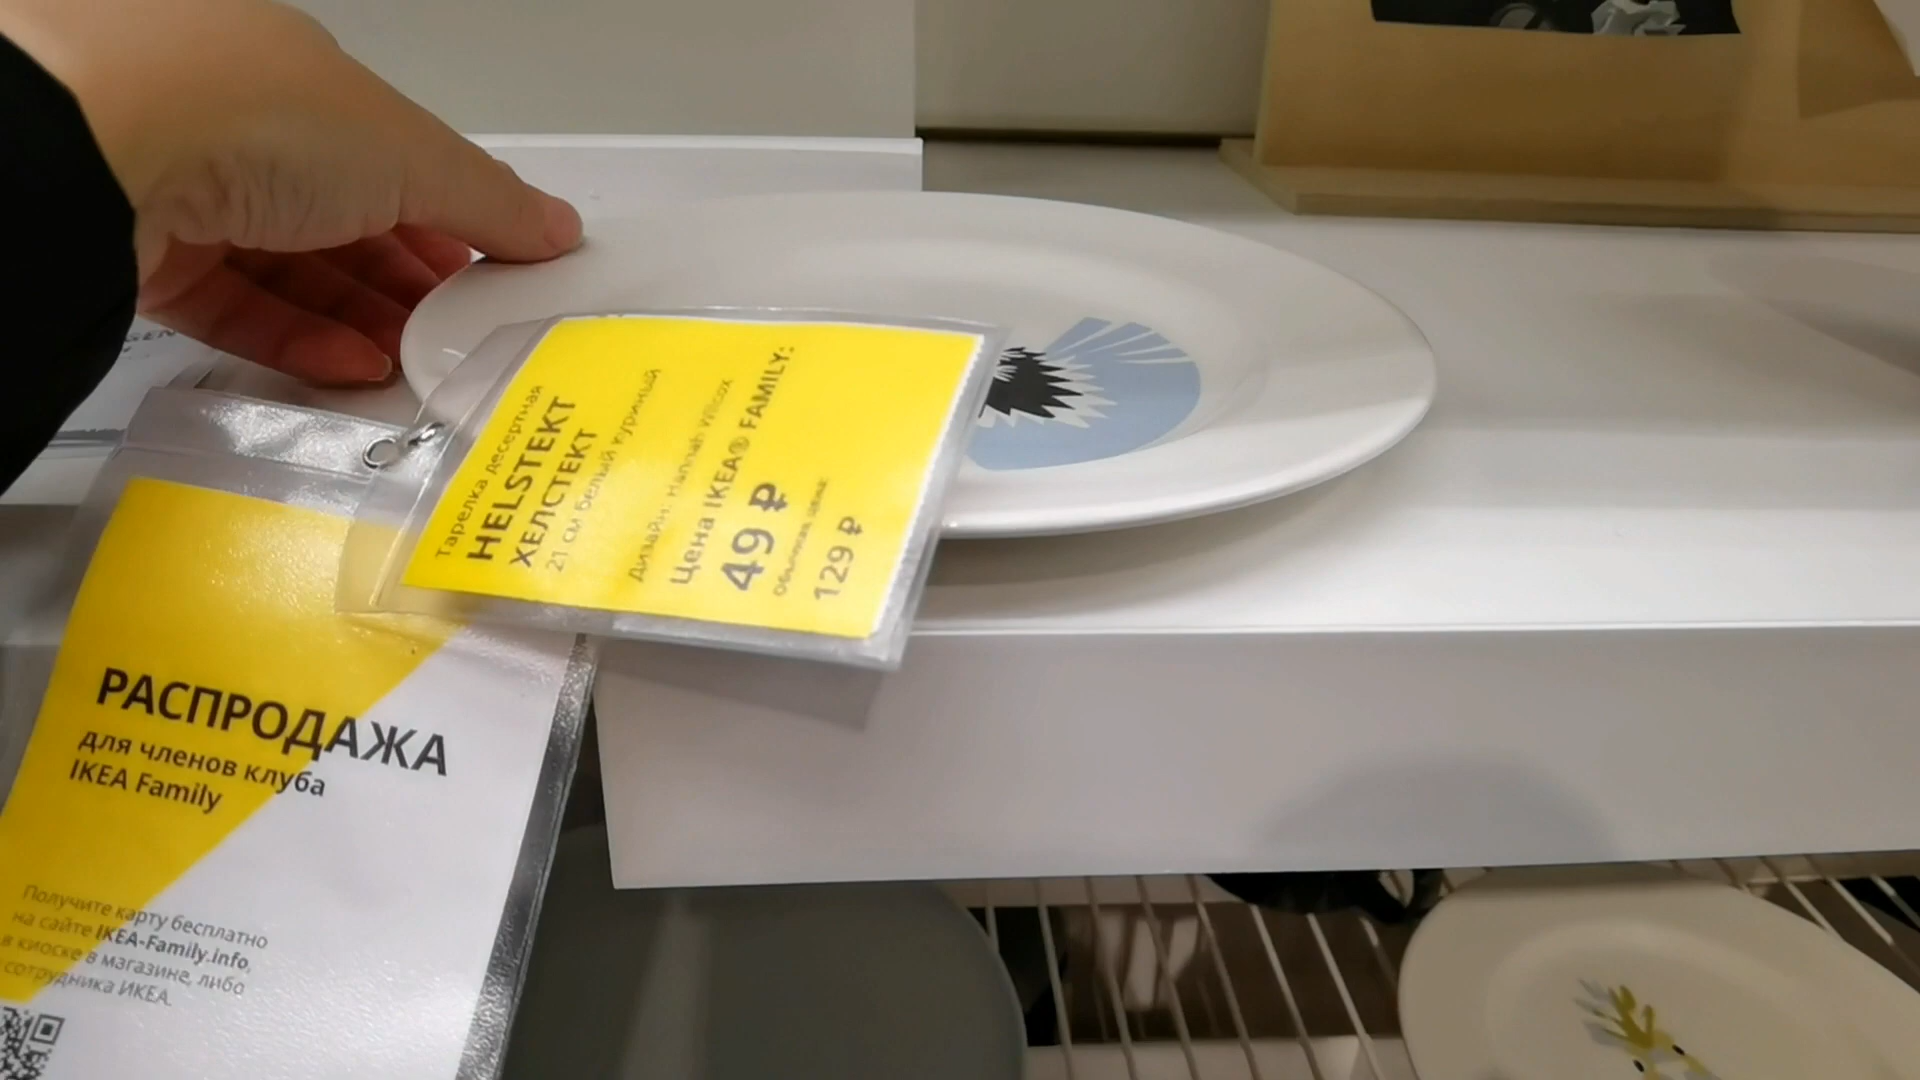 Тарелка десертная
HELSTEKT
ХЕЛСТЕКТ
21 см белый куриный
Дизайн: Hannah Wilcox
Цена IKEA® FAMILY:
49 ₽
Обычная цена:
129 ₽
РАСПРОДАЖА
для членов клуба
IKEA Family
Получите карту бесплатно
на сайте IKEA-Family.info,
в киоске в магазине, либо
сотрудника ИКЕА.